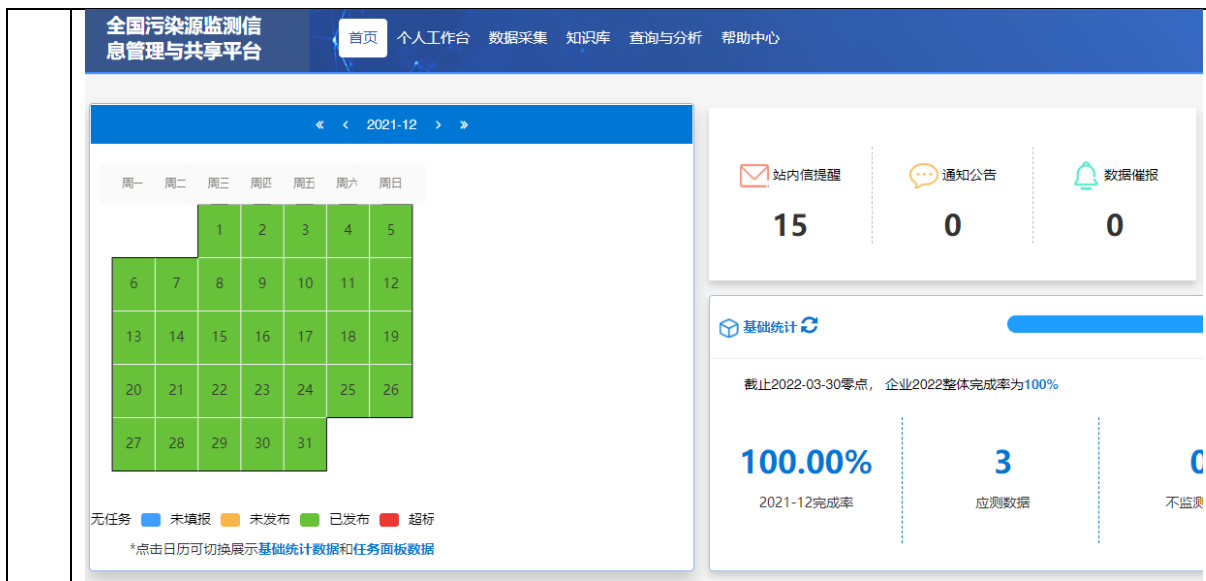 全国污染源监测信
息管理与共享平台
首页 个人工作台 数据采集 知识库 查询与分析 帮助中心
« ‹ 2021-12 › »
周一 周二 周三 周四 周五 周六 周日
1 2 3 4 5
6 7 8 9 10 11 12
13 14 15 16 17 18 19
20 21 22 23 24 25 26
27 28 29 30 31
无任务 未填报 未发布 已发布 超标
*点击日历可切换展示基础统计数据和任务面板数据
站内信提醒 通知公告 数据催报
15 0 0
基础统计
截止2022-03-30零点， 企业2022整体完成率为100%
100.00% 3 0
2021-12完成率 应测数据 不监测